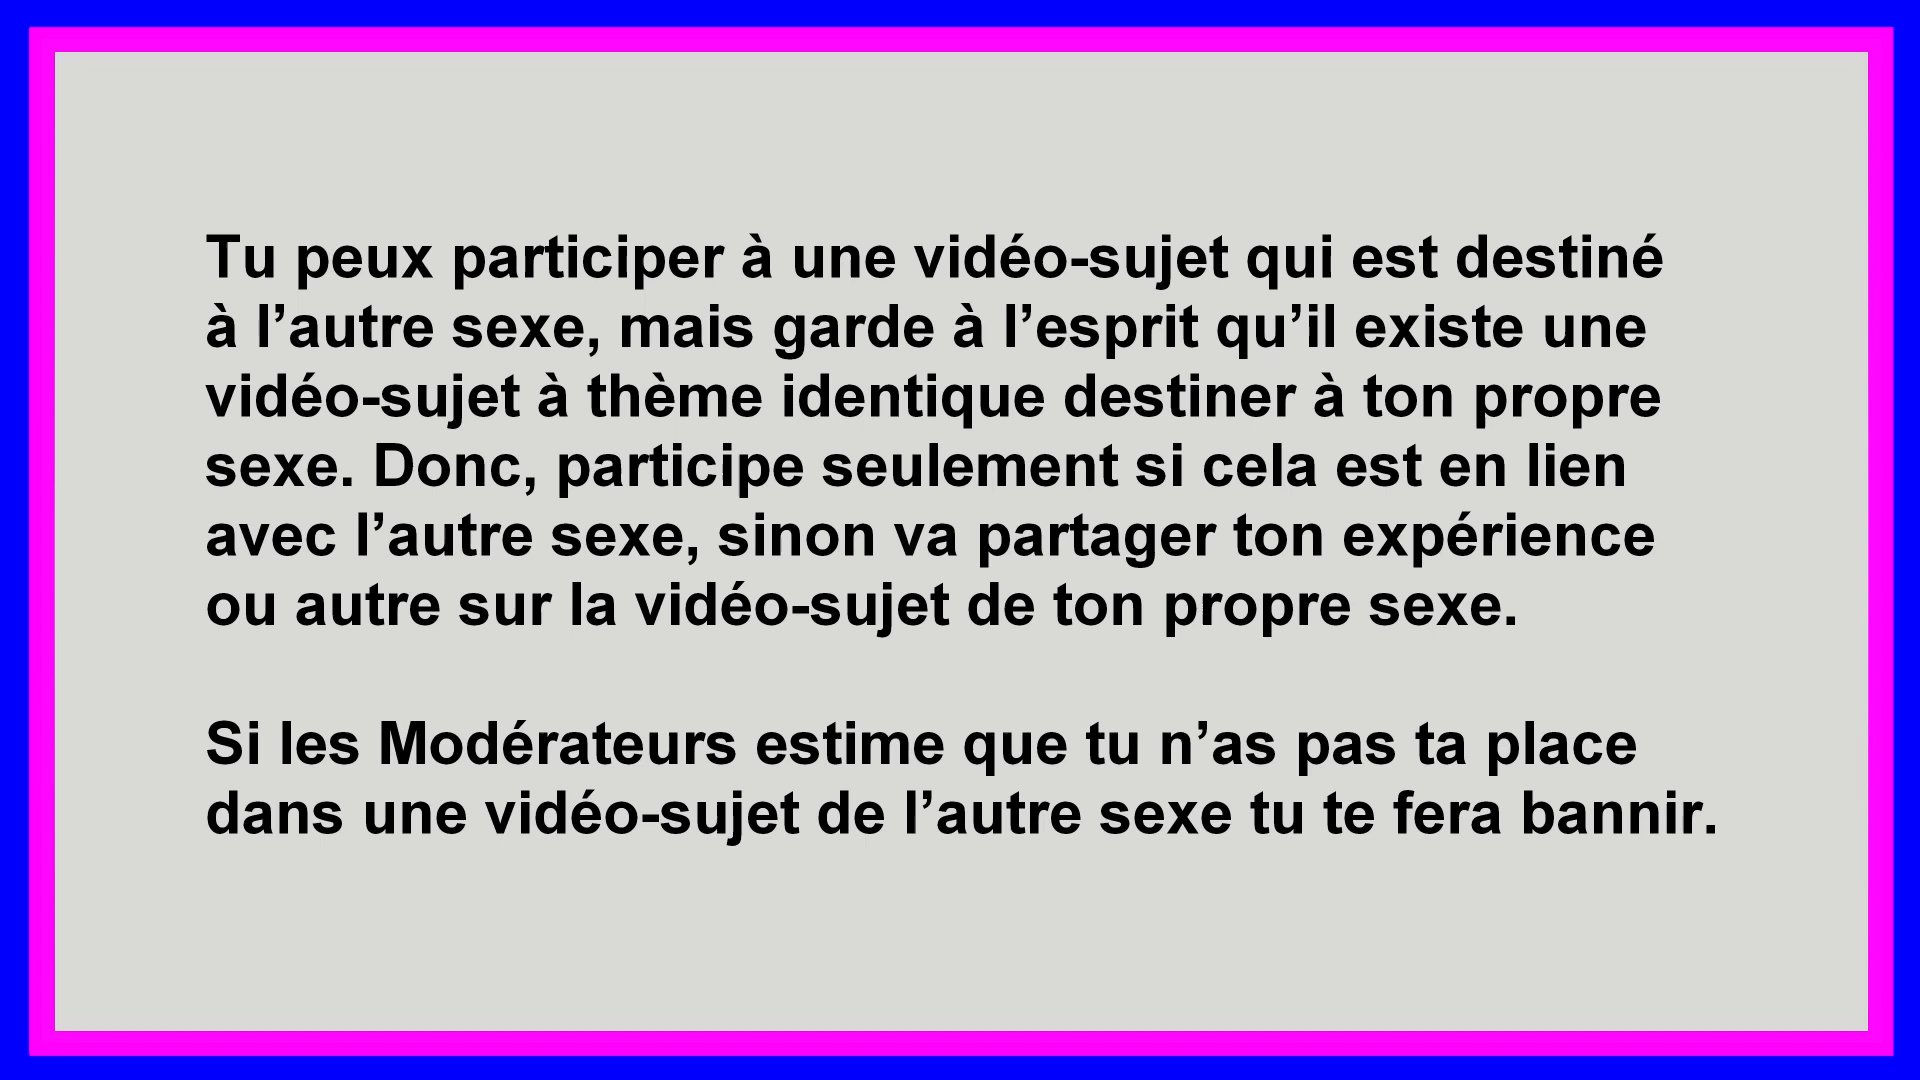 Tu peux participer à une vidéo-sujet qui est destiné
à l’autre sexe, mais garde à l’esprit qu’il existe une
vidéo-sujet à thème identique destiner à ton propre
sexe. Donc, participe seulement si cela est en lien
avec l’autre sexe, sinon va partager ton expérience
ou autre sur la vidéo-sujet de ton propre sexe.
Si les Modérateurs estime que tu n’as pas ta place
dans une vidéo-sujet de l’autre sexe tu te fera bannir.